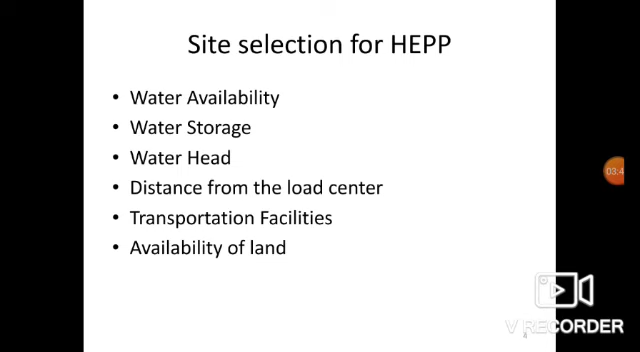 Site selection for HEPP
• Water Availability
• Water Storage
• Water Head
• Distance from the load center
• Transportation Facilities
• Availability of land
03:4
V RECORDER
4